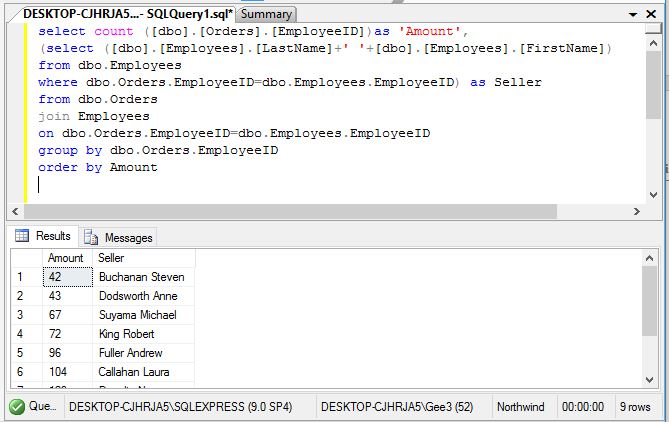 DESKTOP-CJHRJA5...- SQLQuery1.sql* Summary
select count ([dbo].[Orders].[EmployeeID])as 'Amount',
(select ([dbo].[Employees].[LastName]+' '+[dbo].[Employees].[FirstName])
from dbo.Employees
where dbo.Orders.EmployeeID=dbo.Employees.EmployeeID) as Seller
from dbo.Orders
join Employees
on dbo.Orders.EmployeeID=dbo.Employees.EmployeeID
group by dbo.Orders.EmployeeID
order by Amount
Results Messages
Amount Seller
1 42 Buchanan Steven
2 43 Dodsworth Anne
3 67 Suyama Michael
4 72 King Robert
5 96 Fuller Andrew
6 104 Callahan Laura
Que... DESKTOP-CJHRJA5\SQLEXPRESS (9.0 SP4) DESKTOP-CJHRJA5\Gee3 (52) Northwind 00:00:00 9 rows